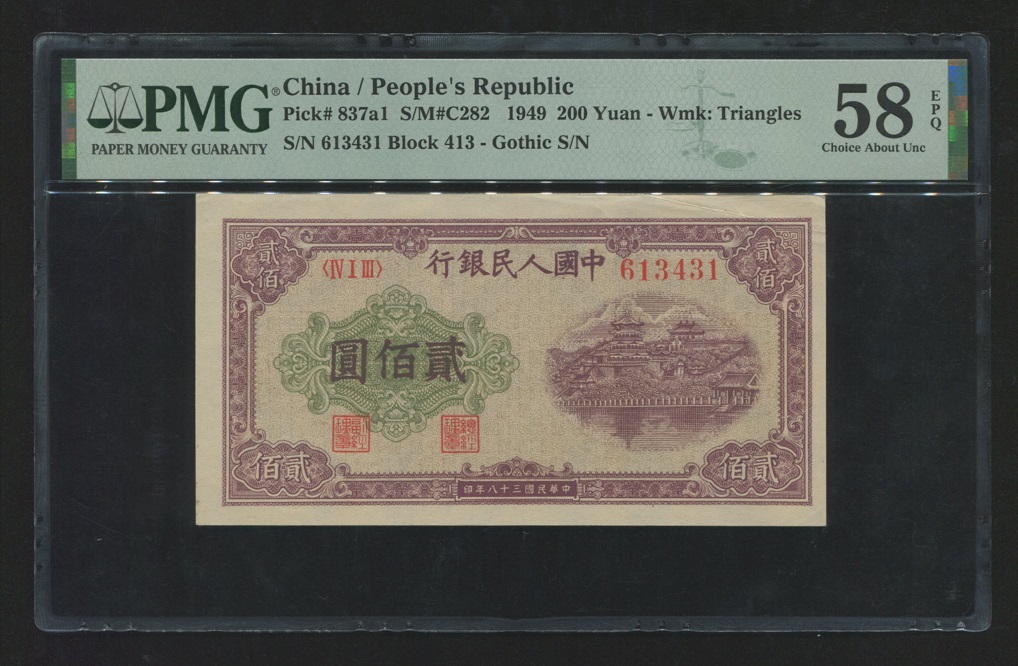 PMG®
PAPER MONEY GUARANTY
China / People's Republic
Pick# 837a1 S/M#C282 1949 200 Yuan - Wmk: Triangles
S/N 613431 Block 413 - Gothic S/N
58
EPQ
Choice About Unc
貳佰
行銀民人國中
貳佰
〈ⅣⅠⅢ〉
613431
圓佰貳
佰貳
印年八十三國民華中
佰貳